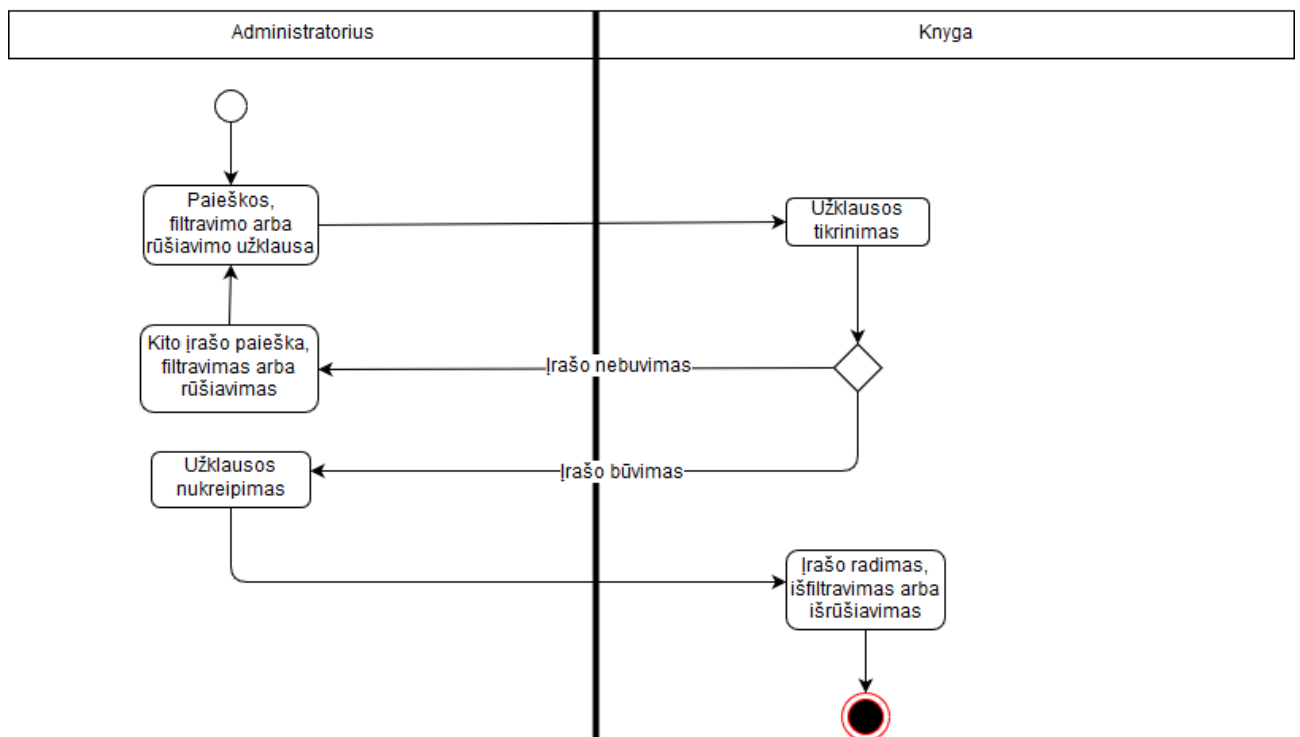 Administratorius
Knyga
Paieškos,
filtravimo arba
rūšiavimo užklausa
Užklausos
tikrinimas
Kito įrašo paieška,
filtravimas arba
rūšiavimas
Įrašo nebuvimas
Užklausos
nukreipimas
Įrašo būvimas
Įrašo radimas,
išfiltravimas arba
išrūšiavimas